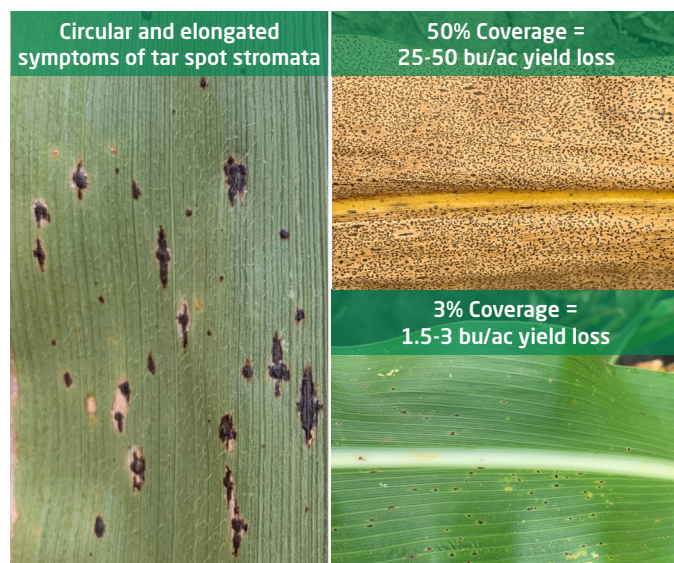 Circular and elongated
symptoms of tar spot stromata
50% Coverage =
25-50 bu/ac yield loss
3% Coverage =
1.5-3 bu/ac yield loss